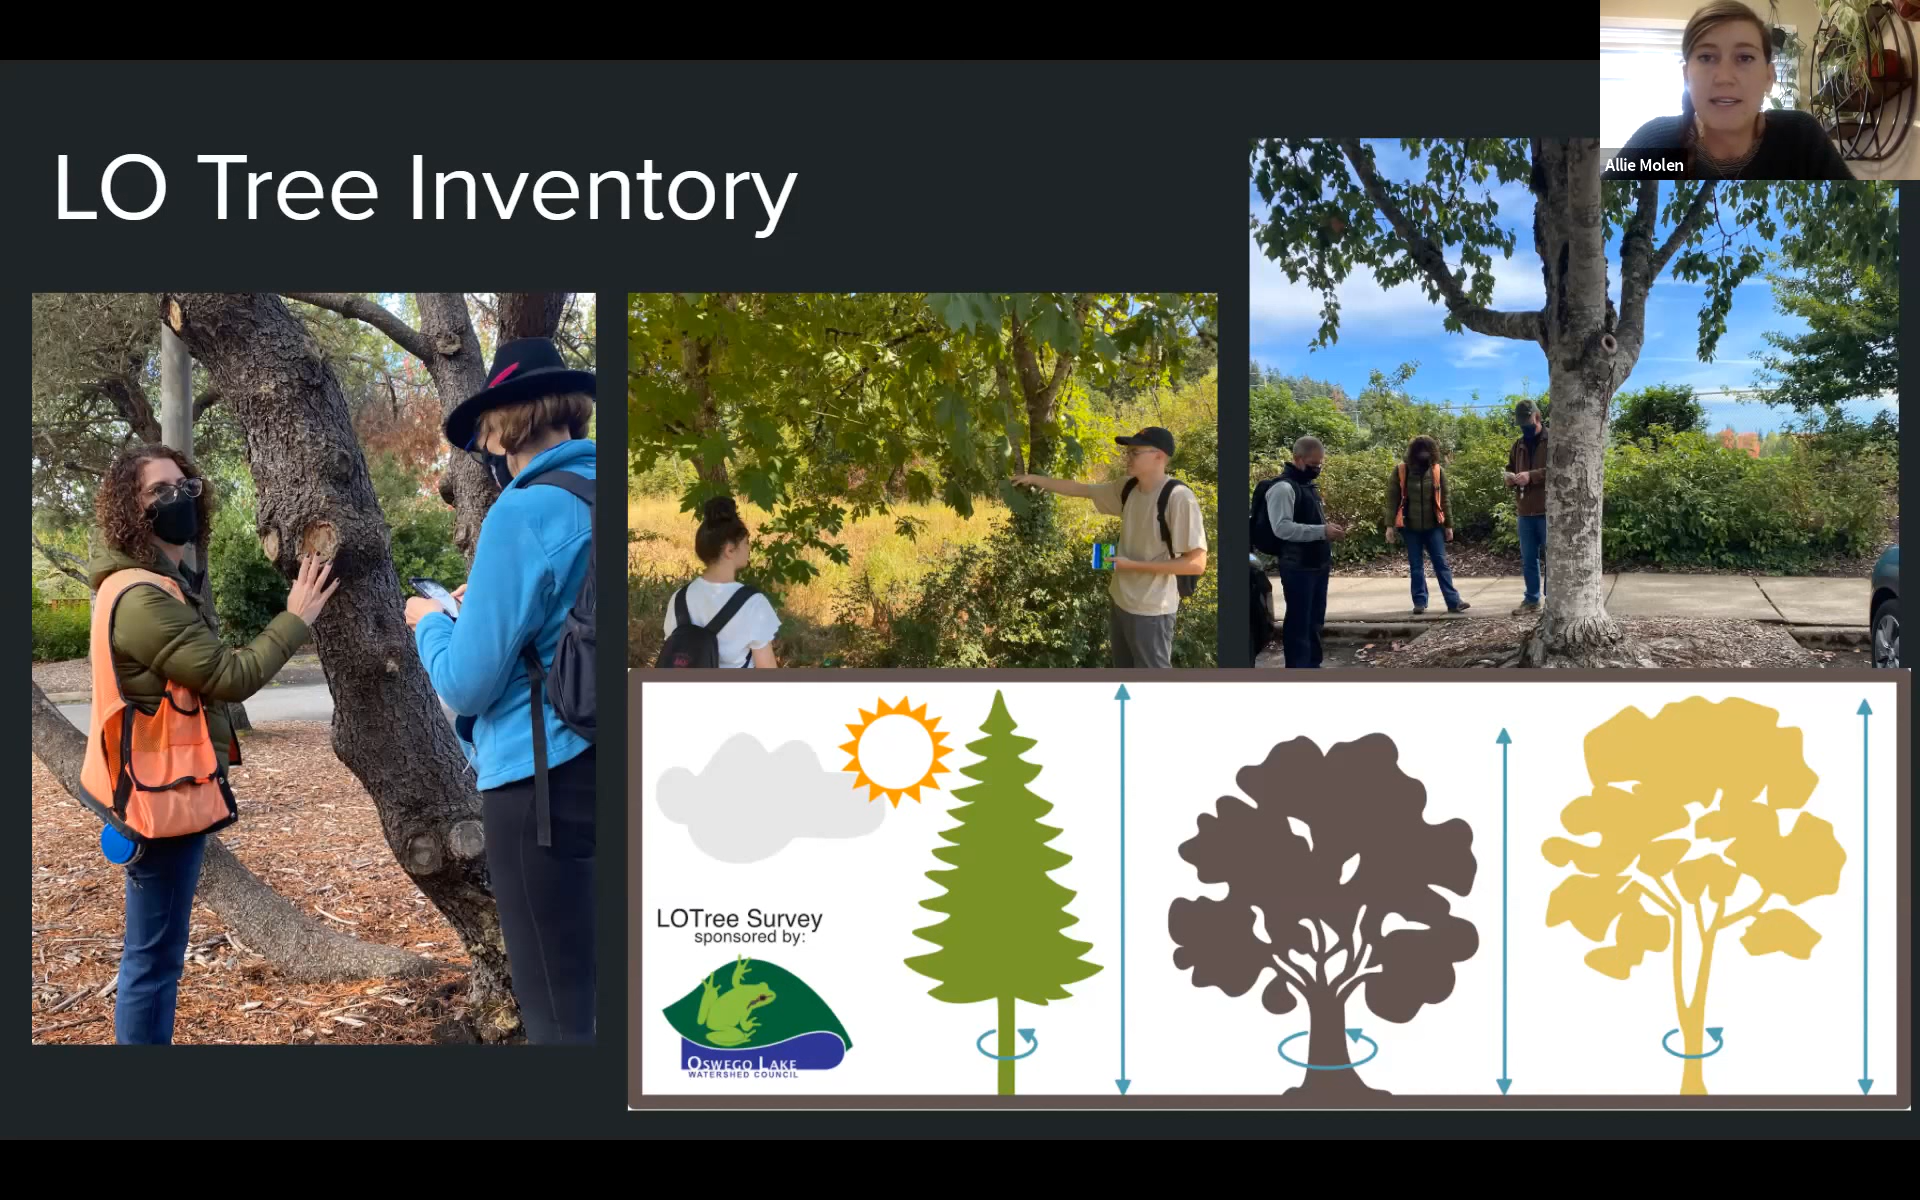 LO Tree Inventory
Allie Molen
LOTree Survey
sponsored by:
OSWEGO LAKE
WATERSHED COUNCIL